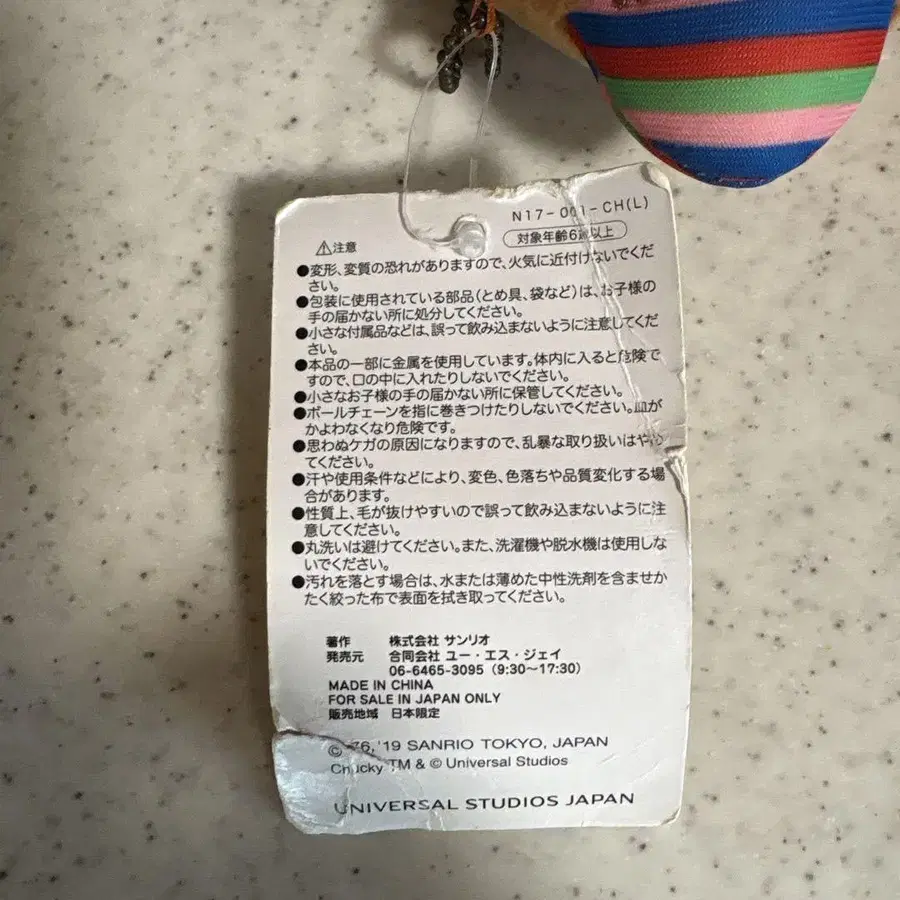 N17-001-CH(L)
対象年齢6歳以上
⚠注意
●変形、変質の恐れがありますので、火気に近付けないでくだ
さい。
●包装に使用されている部品(とめ具、袋など)は、お子様の
手の届かない所に処分してください。
●小さな付属品などは、誤って飲み込まないように注意してくだ
さい。
●本品の一部に金属を使用しています。体内に入ると危険で
すので、口の中に入れたりしないでください。
●小さなお子様の手の届かない所に保管してください。
●ボールチェーンを指に巻きつけたりしないでください。血が
かよわなくなり危険です。
●思わぬケガの原因になりますので、乱暴な取り扱いはやめ
てください。
●汗や使用条件などにより、変色、色落ちや品質変化する場
合があります。
●性質上、毛が抜けやすいので誤って飲み込まないように注
意してください。
●丸洗いは避けてください。また、洗濯機や脱水機は使用しな
いでください。
●汚れを落とす場合は、水または薄めた中性洗剤を含ませか
たく絞った布で表面を拭き取ってください。
著作 株式会社 サンリオ
発売元 合同会社 ユー・エス・ジェイ
06-6465-3095(9:30~17:30)
MADE IN CHINA
FOR SALE IN JAPAN ONLY
販売地域 日本限定
© '76,'19 SANRIO TOKYO, JAPAN
Chucky TM & © Universal Studios
UNIVERSAL STUDIOS JAPAN